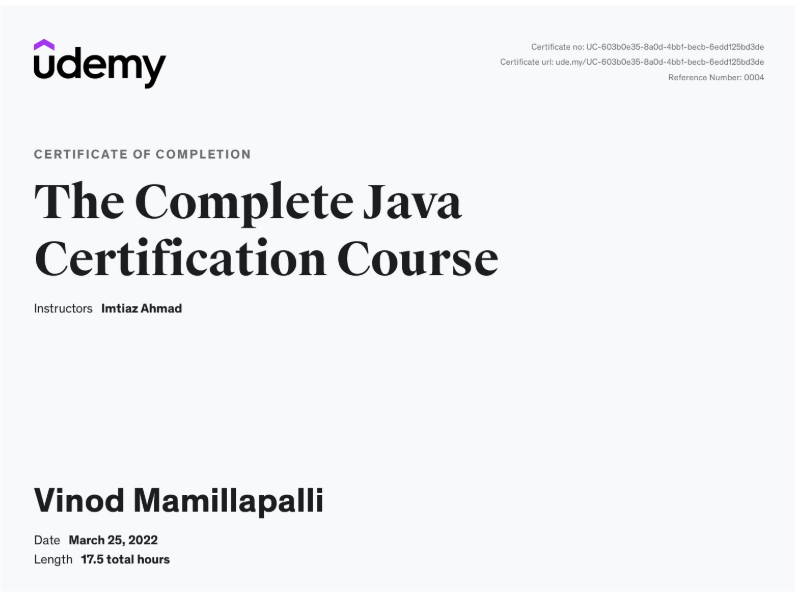 udemy
Certificate no: UC-603b0e35-8a0d-4bb1-becb-6edd125bd3de
Certificate url: ude.my/UC-603b0e35-8a0d-4bb1-becb-6edd125bd3de
Reference Number: 0004
CERTIFICATE OF COMPLETION
The Complete Java
Certification Course
Instructors Imtiaz Ahmad
Vinod Mamillapalli
Date March 25, 2022
Length 17.5 total hours